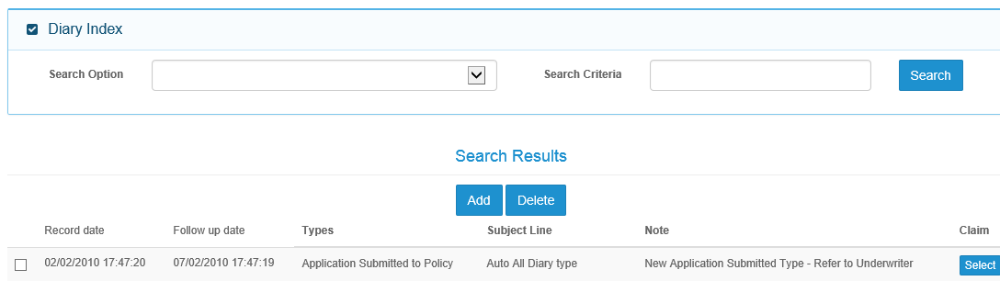 Diary Index
Search Option Search Criteria Search
Search Results
Add Delete
Record date Follow up date Types Subject Line Note Claim
02/02/2010 17:47:20 07/02/2010 17:47:19 Application Submitted to Policy Auto All Diary type New Application Submitted Type - Refer to Underwriter Select